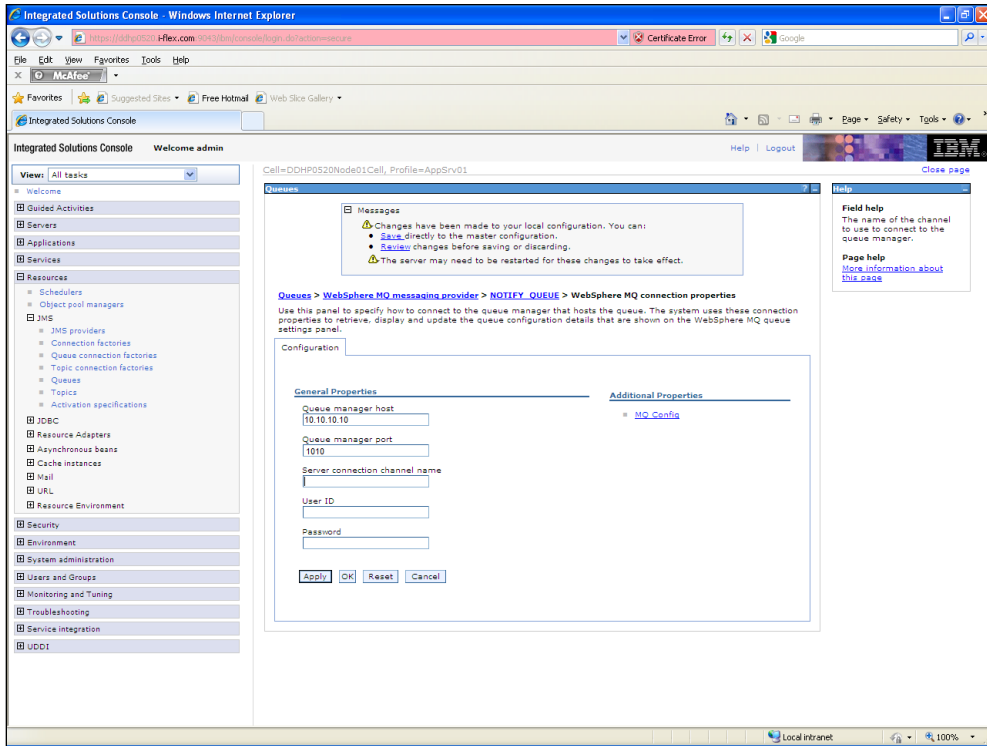 Integrated Solutions Console - Windows Internet Explorer
https://ddhp0520.i-flex.com:9043/ibm/console/login.do?action=secure
Certificate Error
Google
File Edit View Favorites Tools Help
X McAfee
Favorites Suggested Sites Free Hotmail Web Slice Gallery
Integrated Solutions Console
Page Safety Tools
Integrated Solutions Console Welcome admin
Help | Logout
IBM.
View: All tasks
Cell=DDHP0520Node01Cell, Profile=AppSrv01
Close page
Welcome
Guided Activities
Servers
Applications
Services
Resources
Schedulers
Object pool managers
JMS
JMS providers
Connection factories
Queue connection factories
Topic connection factories
Queues
Topics
Activation specifications
JDBC
Resource Adapters
Asynchronous beans
Cache instances
Mail
URL
Resource Environment
Security
Environment
System administration
Users and Groups
Monitoring and Tuning
Troubleshooting
Service integration
UDDI
Queues
Messages
Changes have been made to your local configuration. You can:
Save directly to the master configuration.
Review changes before saving or discarding.
The server may need to be restarted for these changes to take effect.
Queues > WebSphere MQ messaging provider > NOTIFY_QUEUE > WebSphere MQ connection properties
Use this panel to specify how to connect to the queue manager that hosts the queue. The system uses these connection
properties to retrieve, display and update the queue configuration details that are shown on the WebSphere MQ queue
settings panel.
Configuration
General Properties
Queue manager host
10.10.10.10
Queue manager port
1010
Server connection channel name
User ID
Password
Apply OK Reset Cancel
Additional Properties
MQ Config
Help
Field help
The name of the channel
to use to connect to the
queue manager.
Page help
More information about
this page
Local intranet
100%